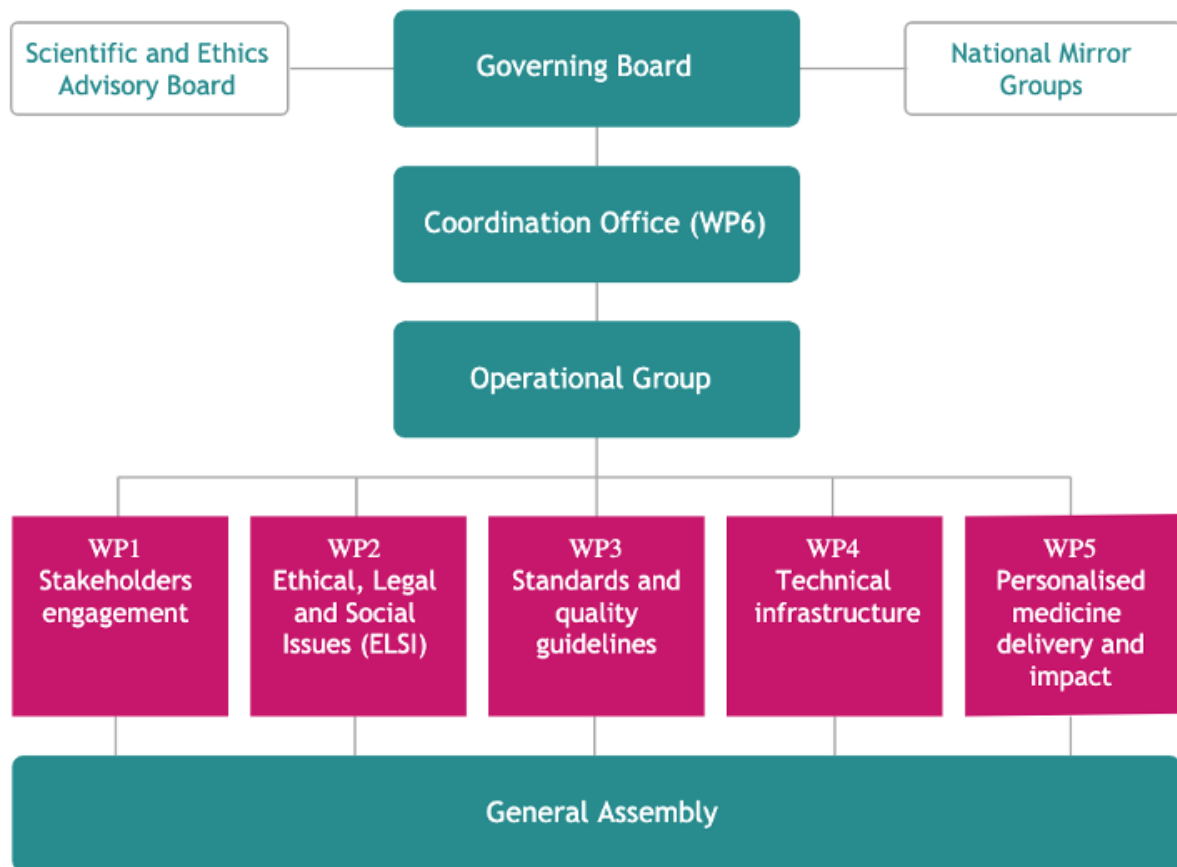 Scientific and Ethics
Advisory Board
Governing Board
National Mirror
Groups
Coordination Office (WP6)
Operational Group
WP1
Stakeholders
engagement
WP2
Ethical, Legal
and Social
Issues (ELSI)
WP3
Standards and
quality
guidelines
WP4
Technical
infrastructure
WP5
Personalised
medicine
delivery and
impact
General Assembly